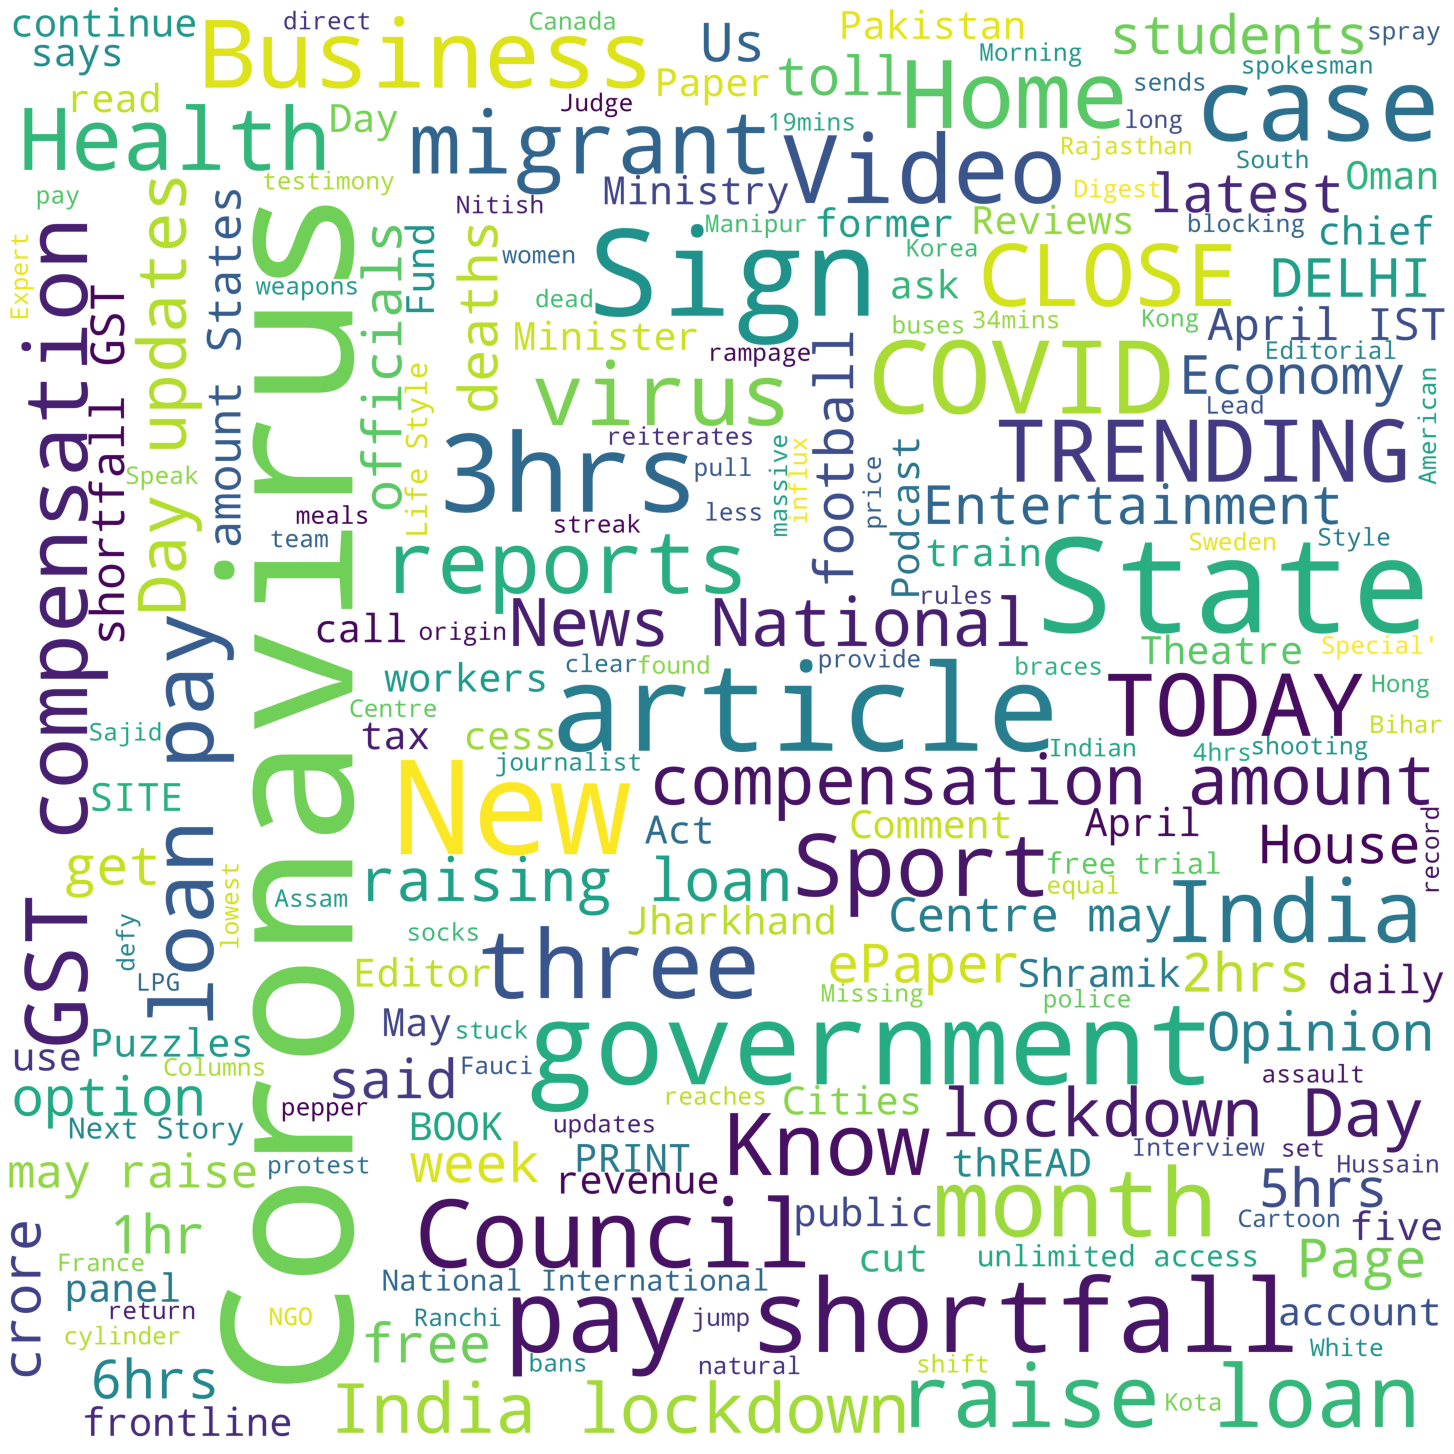 continue
direct
Canada
Pakistan
students
spray
says
Business
Us
Morning
Home
case
read
Paper
toll
sends
spokesman
Health
Day
Judge
migrant
19mins
Video
long
Rajasthan
South
Oman
testimony
Ministry
Digest
latest
pay
Nitish
Manipur
former
Reviews
blocking
chief
Expert
compensation
Day updates
amount States
Coronavirus
weapons
officials
Fund
deaths
women
Sign
Korea
CLOSE
DELHI
ask
dead
Minister
buses
34mins
Kong
April IST
shortfall GST
rampage
football
COVID
Editorial
Economy
Life Style
virus
Lead
American
3hrs
reiterates
TRENDING
Speak
pull
massive
influx
price
Podcast
meals
team
streak
less
Entertainment
reports
train
Sweden
Style
State
call
origin
News National
rules
loan pay
workers
clear
found
provide
braces
Theatre
Special'
article
TODAY
Hong
Centre
Bihar
Sajid
tax
cess
journalist
Indian
4hrs
shooting
SITE
New
compensation amount
Act
Comment
April
House
record
get
lowest
Assam
raising loan
Sport
free trial
equal
GST
defy
LPG
socks
Jharkhand
Centre may
India
Editor
three
ePaper
Shramik
2hrs
daily
Missing
police
use
Puzzles
May
stuck
government
Opinion
Columns
said
Fauci
option
assault
pepper
reaches
Cities
lockdown Day
Next Story
BOOK
updates
Know
may raise
protest
week
PRINT
thREAD
Interview
set
Hussain
revenue
crore
1hr
Council
public
month
5hrs
Cartoon
five
France
cut
unlimited access
Page
panel
National International
return
NGO
Ranchi
pay
jump
shortfall
account
cylinder
free
bans
natural
shift
White
6hrs
India lockdown
raise
Kota
loan
frontline